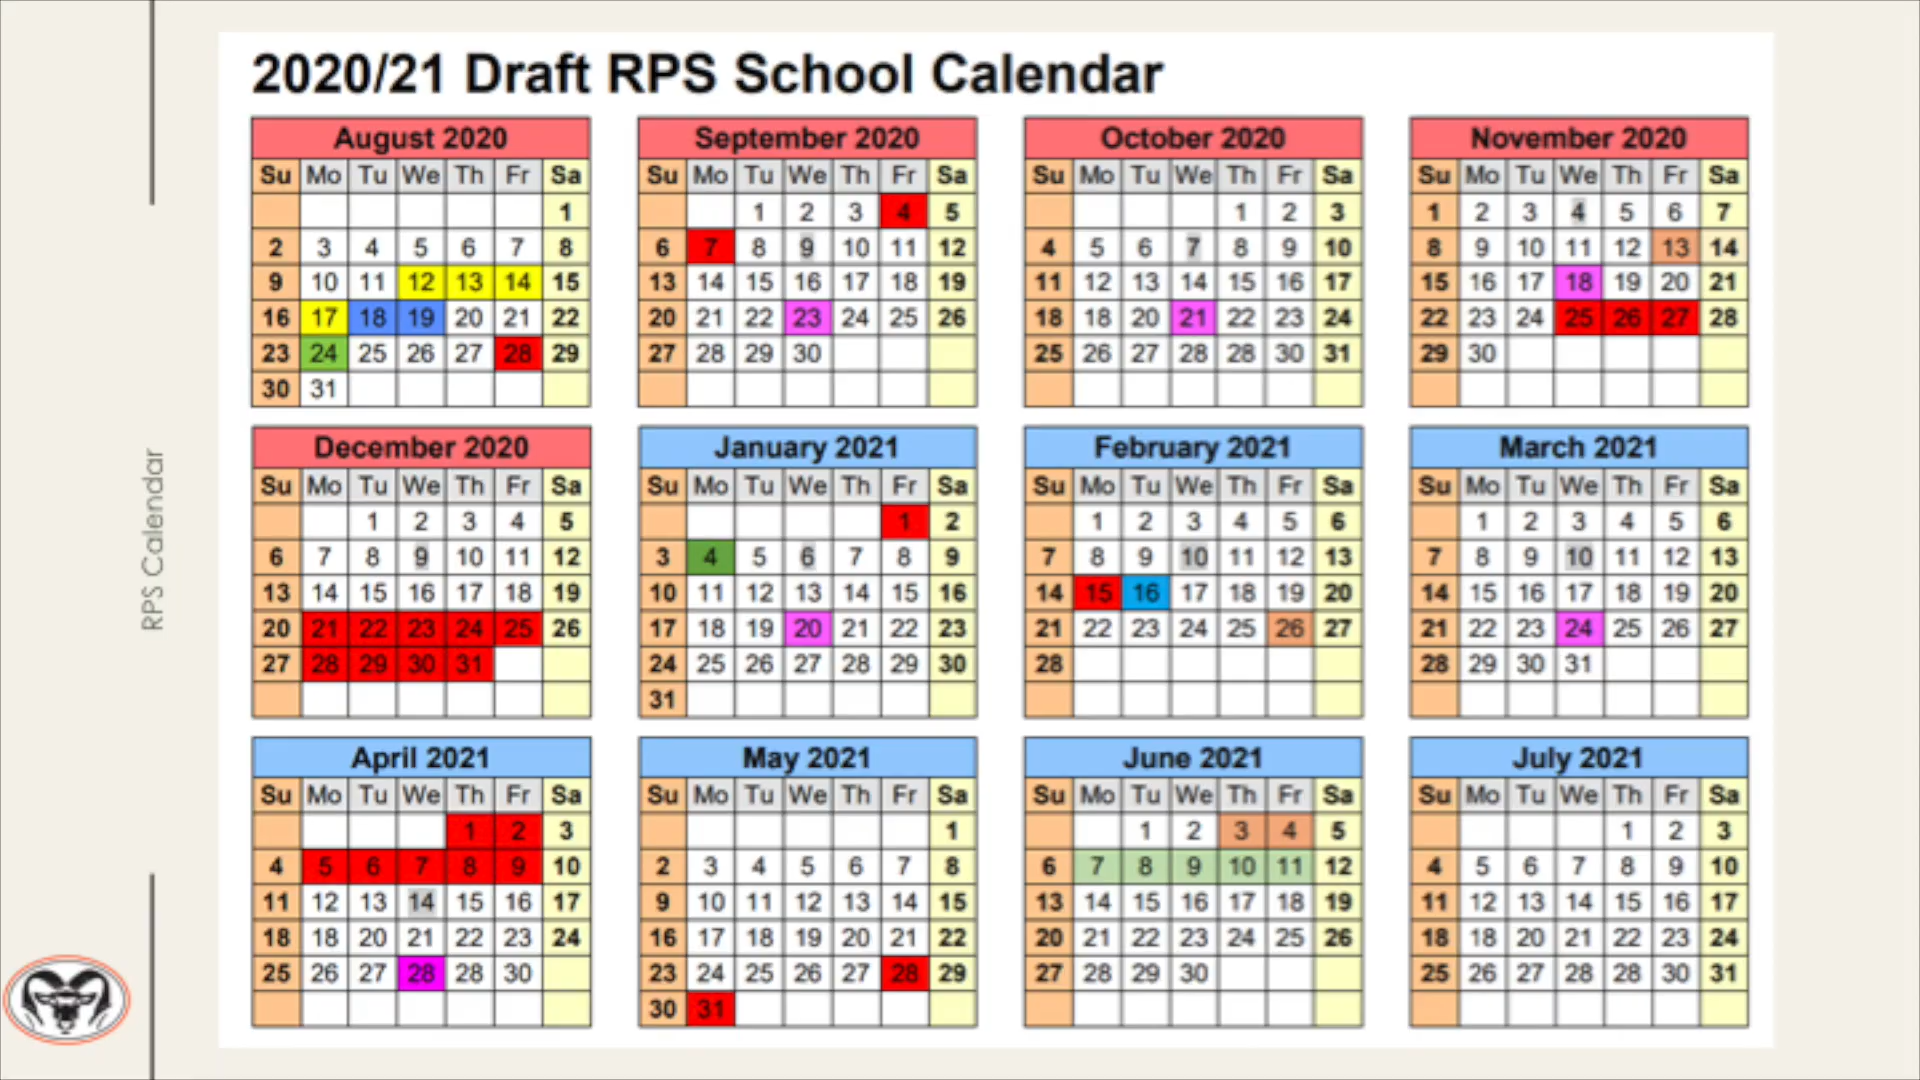 2020/21 Draft RPS School Calendar
RPS Calendar
August 2020
Su Mo Tu We Th Fr Sa
1
2 3 4 5 6 7 8
9 10 11 12 13 14 15
16 17 18 19 20 21 22
23 24 25 26 27 28 29
30 31
September 2020
Su Mo Tu We Th Fr Sa
1 2 3 4 5
6 7 8 9 10 11 12
13 14 15 16 17 18 19
20 21 22 23 24 25 26
27 28 29 30
October 2020
Su Mo Tu We Th Fr Sa
1 2 3
4 5 6 7 8 9 10
11 12 13 14 15 16 17
18 18 20 21 22 23 24
25 26 27 28 28 30 31
November 2020
Su Mo Tu We Th Fr Sa
1 2 3 4 5 6 7
8 9 10 11 12 13 14
15 16 17 18 19 20 21
22 23 24 25 26 27 28
29 30
December 2020
Su Mo Tu We Th Fr Sa
1 2 3 4 5
6 7 8 9 10 11 12
13 14 15 16 17 18 19
20 21 22 23 24 25 26
27 28 29 30 31
January 2021
Su Mo Tu We Th Fr Sa
1 2
3 4 5 6 7 8 9
10 11 12 13 14 15 16
17 18 19 20 21 22 23
24 25 26 27 28 29 30
31
February 2021
Su Mo Tu We Th Fr Sa
1 2 3 4 5 6
7 8 9 10 11 12 13
14 15 16 17 18 19 20
21 22 23 24 25 26 27
28
March 2021
Su Mo Tu We Th Fr Sa
1 2 3 4 5 6
7 8 9 10 11 12 13
14 15 16 17 18 19 20
21 22 23 24 25 26 27
28 29 30 31
April 2021
Su Mo Tu We Th Fr Sa
1 2 3
4 5 6 7 8 9 10
11 12 13 14 15 16 17
18 18 20 21 22 23 24
25 26 27 28 28 30
May 2021
Su Mo Tu We Th Fr Sa
1
2 3 4 5 6 7 8
9 10 11 12 13 14 15
16 17 18 19 20 21 22
23 24 25 26 27 28 29
30 31
June 2021
Su Mo Tu We Th Fr Sa
1 2 3 4 5
6 7 8 9 10 11 12
13 14 15 16 17 18 19
20 21 22 23 24 25 26
27 28 29 30
July 2021
Su Mo Tu We Th Fr Sa
1 2 3
4 5 6 7 8 9 10
11 12 13 14 15 16 17
18 18 20 21 22 23 24
25 26 27 28 28 30 31